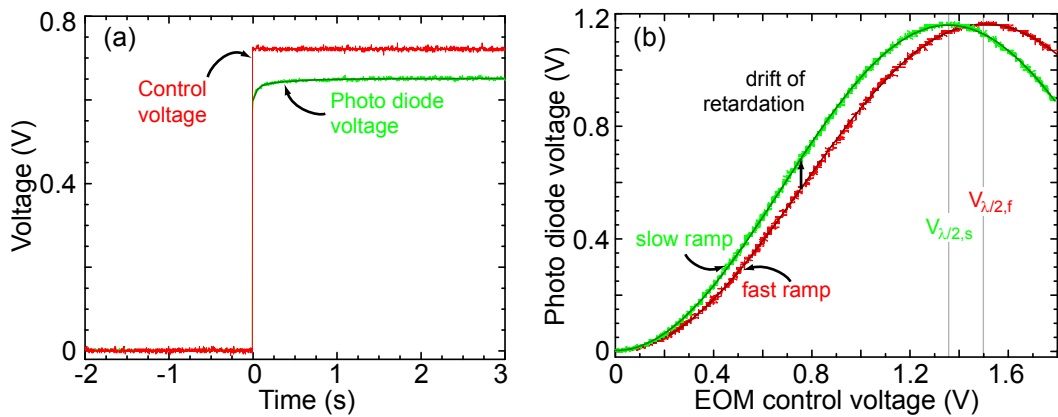 (a)
Voltage (V)
0.8
0.4
0
Control
voltage
Photo diode
voltage
-2 -1 0 1 2 3
Time (s)
(b)
Photo diode voltage (V)
1.2
0.8
0.4
0
drift of
retardation
slow ramp
fast ramp
Vλ/2,f
Vλ/2,s
0 0.4 0.8 1.2 1.6
EOM control voltage (V)